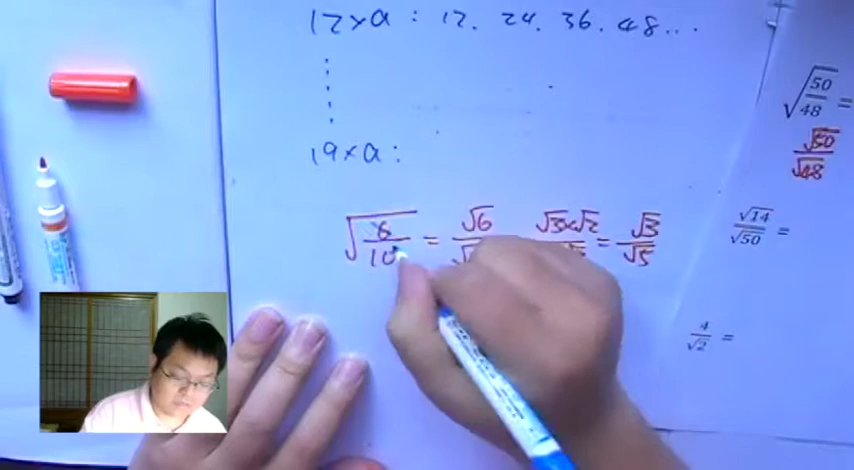 12×a : 12. 24. 36. 48...
19×a :
√(6/10) = √6/√ √3×√2/ = √3/√5
√(50/48) =
√50/√48
√14/√50 =
4/√2 =